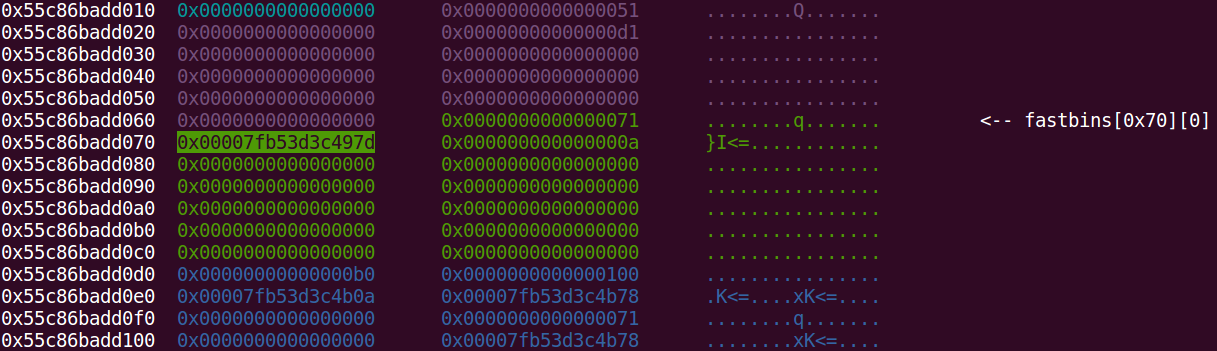 0x55c86badd010 0x0000000000000000 0x0000000000000051 ........Q.......
0x55c86badd020 0x0000000000000000 0x00000000000000d1 ................
0x55c86badd030 0x0000000000000000 0x0000000000000000 ................
0x55c86badd040 0x0000000000000000 0x0000000000000000 ................
0x55c86badd050 0x0000000000000000 0x0000000000000000 ................
0x55c86badd060 0x0000000000000000 0x0000000000000071 ........q....... <-- fastbins[0x70][0]
0x55c86badd070 0x00007fb53d3c497d 0x000000000000000a }I<=............
0x55c86badd080 0x0000000000000000 0x0000000000000000 ................
0x55c86badd090 0x0000000000000000 0x0000000000000000 ................
0x55c86badd0a0 0x0000000000000000 0x0000000000000000 ................
0x55c86badd0b0 0x0000000000000000 0x0000000000000000 ................
0x55c86badd0c0 0x0000000000000000 0x0000000000000000 ................
0x55c86badd0d0 0x00000000000000b0 0x0000000000000100 ................
0x55c86badd0e0 0x00007fb53d3c4b0a 0x00007fb53d3c4b78 .K<=....xK<=....
0x55c86badd0f0 0x0000000000000000 0x0000000000000071 ........q.......
0x55c86badd100 0x0000000000000000 0x00007fb53d3c4b78 ........xK<=....